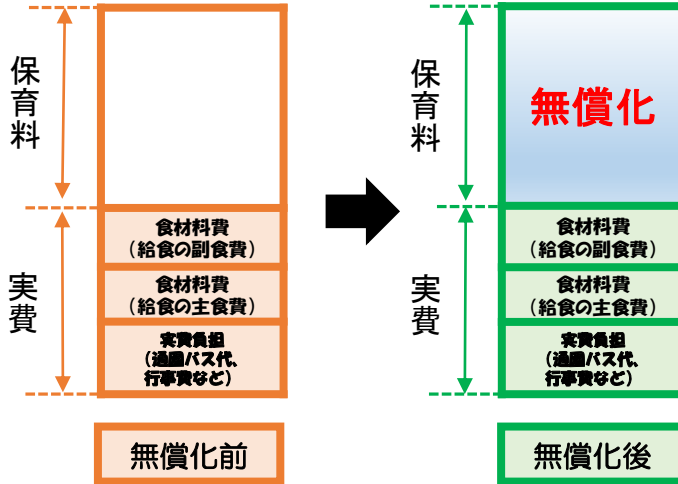 保育料
食材料費
(給食の副食費)
食材料費
(給食の主食費)
実費負担
(通園バス代、
行事費など)
実費
無償化前
保育料
無償化
食材料費
(給食の副食費)
食材料費
(給食の主食費)
実費負担
(通園バス代、
行事費など)
実費
無償化後